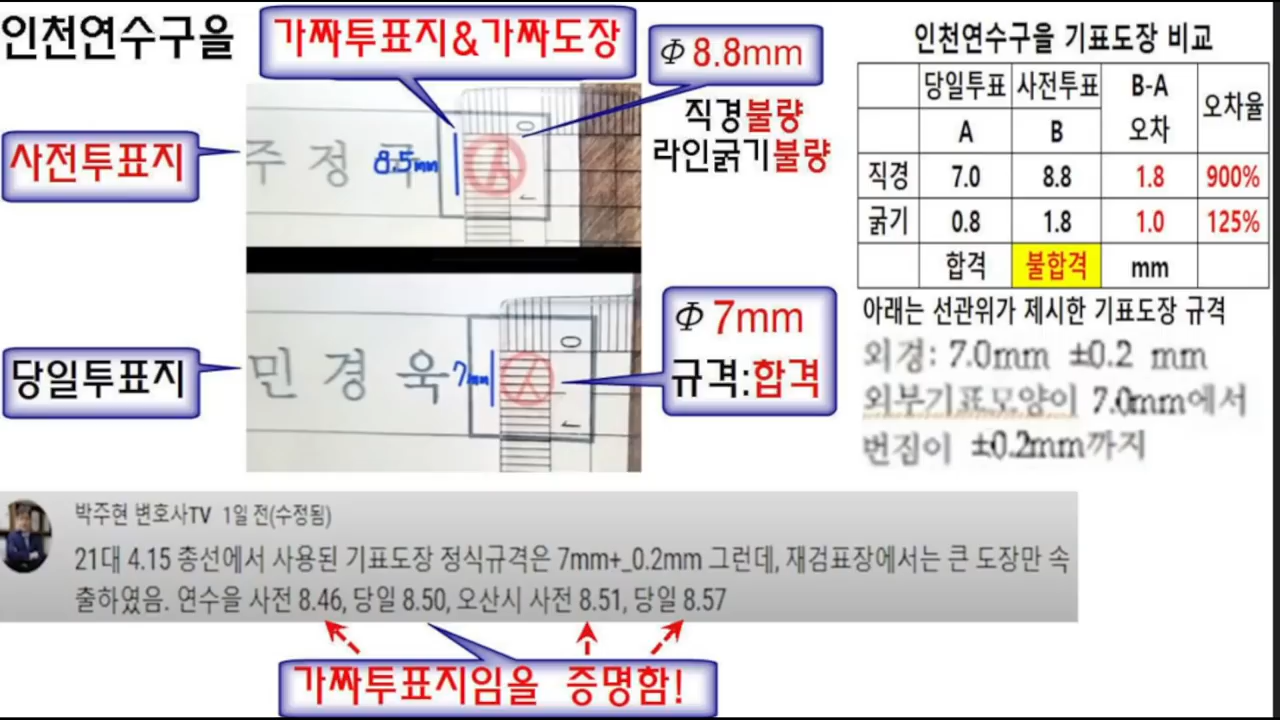 인천연수구을
가짜투표지&가짜도장
Φ 8.8mm
직경불량
라인굵기불량
사전투표지
주 정
8.5mm
당일투표지
민 경 욱
7mm
Φ 7mm
규격:합격
인천연수구을 기표도장 비교
당일투표 사전투표 B-A 오차율
A B 오차
직경 7.0 8.8 1.8 900%
굵기 0.8 1.8 1.0 125%
합격 불합격 mm
아래는 선관위가 제시한 기표도장 규격
외경: 7.0mm ±0.2 mm
외부기표모양이 7.0mm에서
번짐이 ±0.2mm까지
박주현 변호사TV 1일 전(수정됨)
21대 4.15 총선에서 사용된 기표도장 정식규격은 7mm+_0.2mm 그런데, 재검표장에서는 큰 도장만 속
출하였음. 연수을 사전 8.46, 당일 8.50, 오산시 사전 8.51, 당일 8.57
가짜투표지임을 증명함!